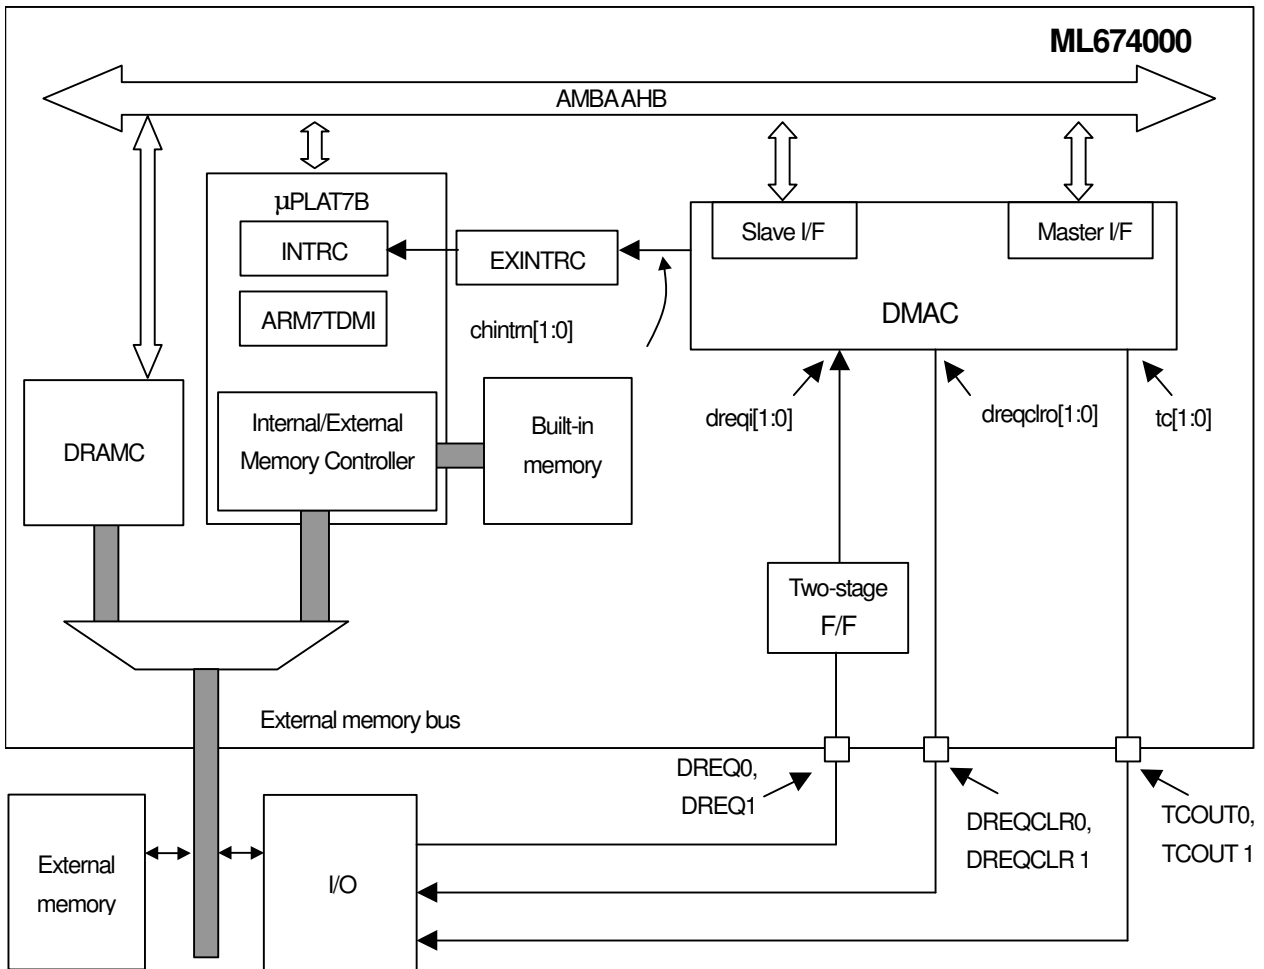 ML674000
AMBA AHB
μPLAT7B
INTRC
EXINTRC
Slave I/F
Master I/F
ARM7TDMI
DMAC
chintrn[1:0]
DRAMC
Internal/External
Memory Controller
Built-in
memory
dreqi[1:0]
dreqclro[1:0]
tc[1:0]
Two-stage
F/F
External memory bus
DREQ0,
DREQ1
DREQCLR0,
DREQCLR 1
TCOUT0,
TCOUT 1
External
memory
I/O